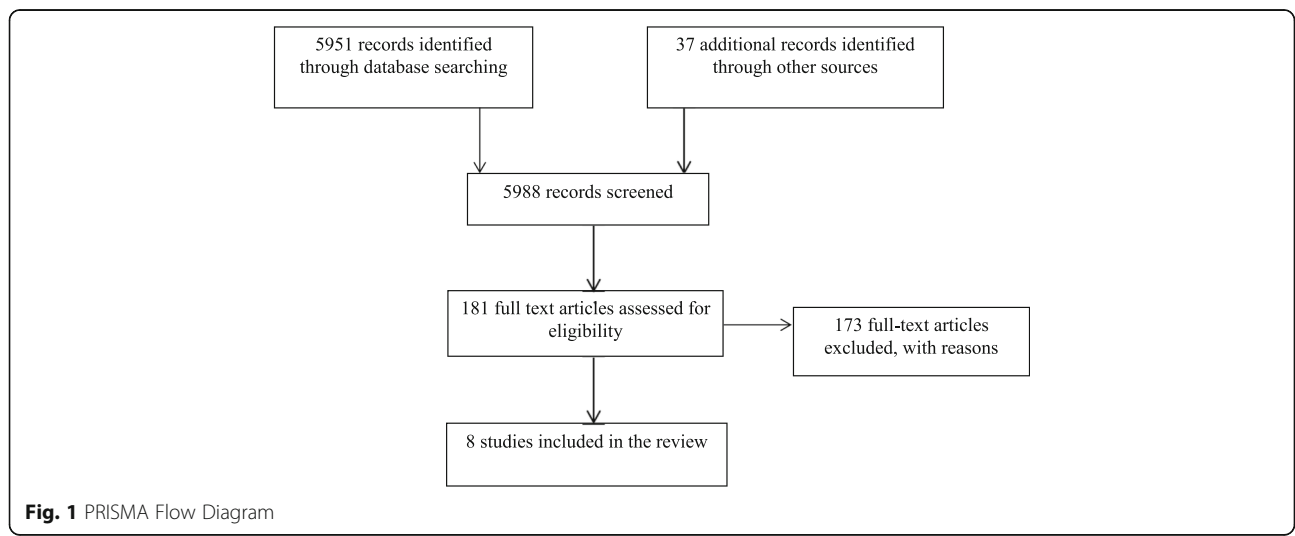 5951 records identified
through database searching
37 additional records identified
through other sources
5988 records screened
181 full text articles assessed for
eligibility
173 full-text articles
excluded, with reasons
8 studies included in the review
Fig. 1 PRISMA Flow Diagram